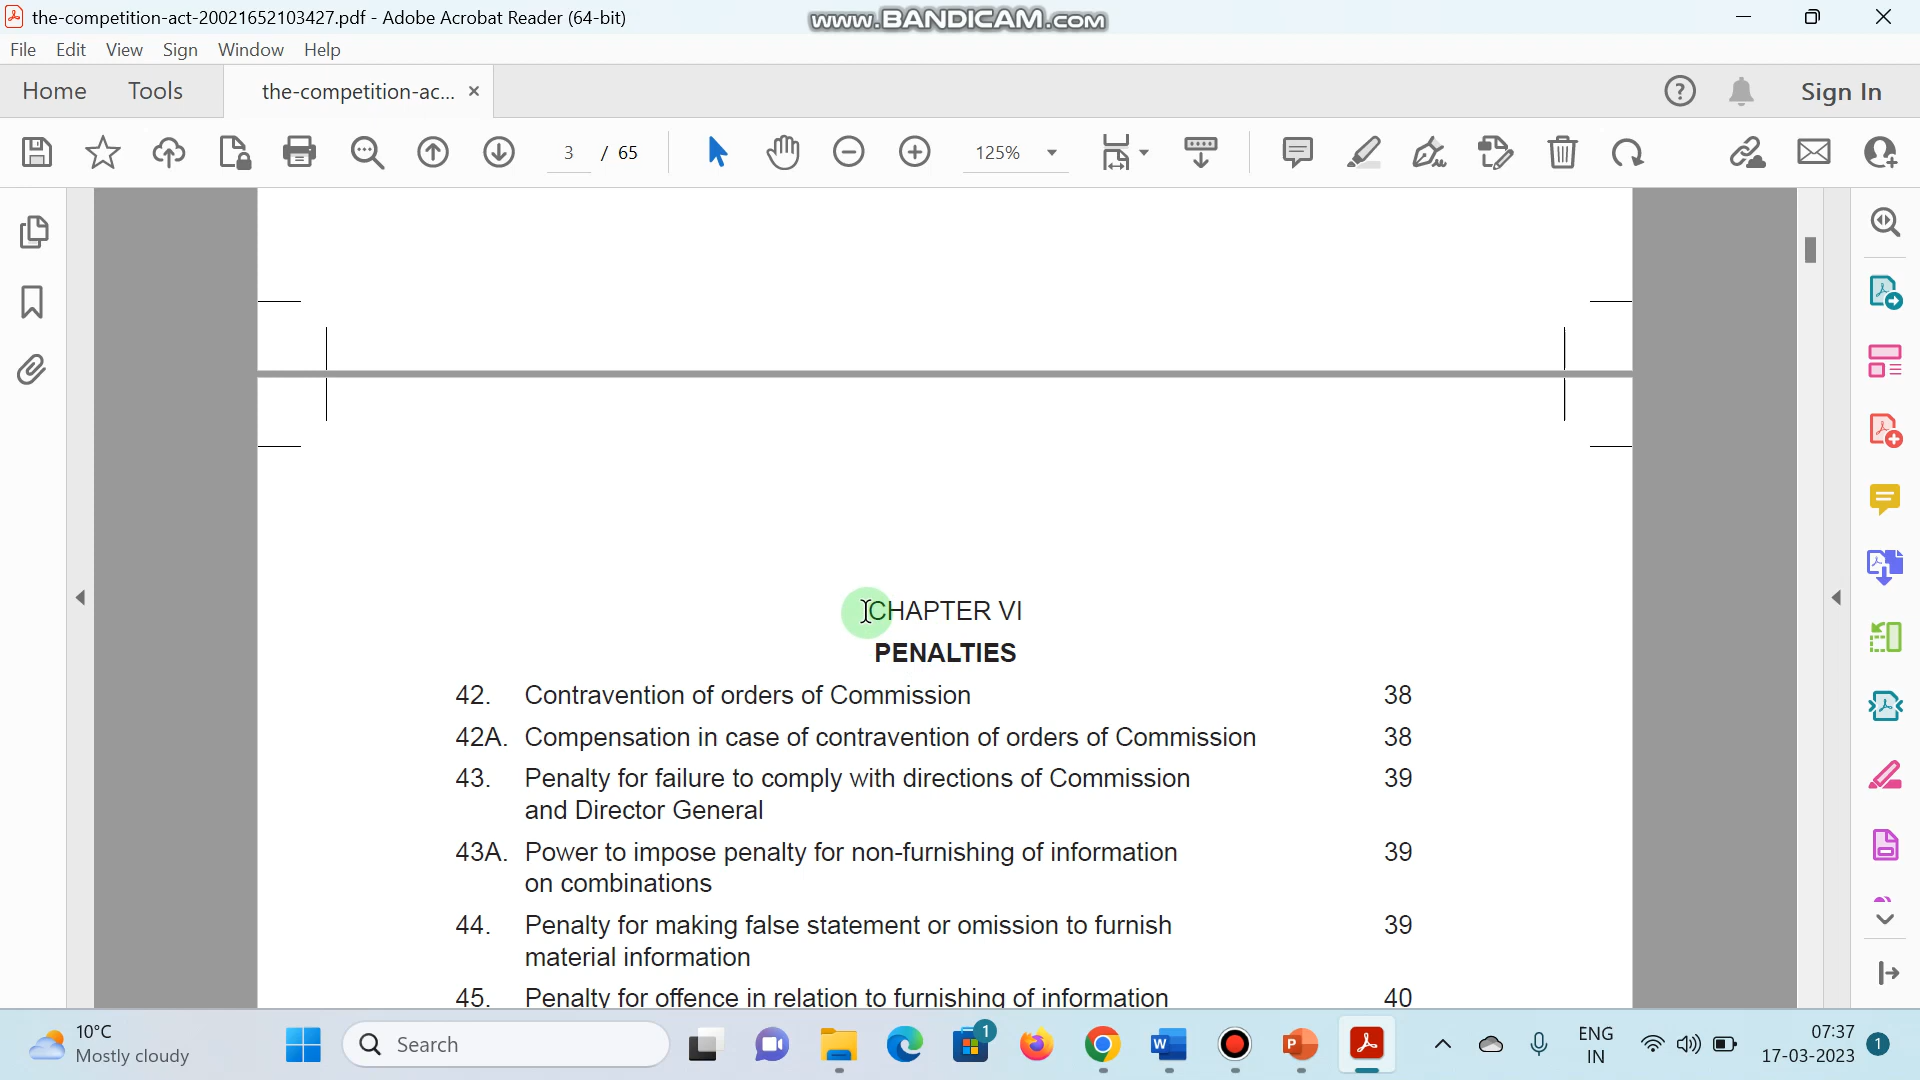 the-competition-act-20021652103427.pdf - Adobe Acrobat Reader (64-bit)
www.BANDICAM.com
File Edit View Sign Window Help
Home Tools the-competition-ac... Sign In
3 / 65 125%
CHAPTER VI
PENALTIES
42. Contravention of orders of Commission 38
42A. Compensation in case of contravention of orders of Commission 38
43. Penalty for failure to comply with directions of Commission 39
and Director General
43A. Power to impose penalty for non-furnishing of information 39
on combinations
44. Penalty for making false statement or omission to furnish 39
material information
45. Penalty for offence in relation to furnishing of information 40
10°C
Mostly cloudy
Search
1
ENG
IN
07:37
17-03-2023
1